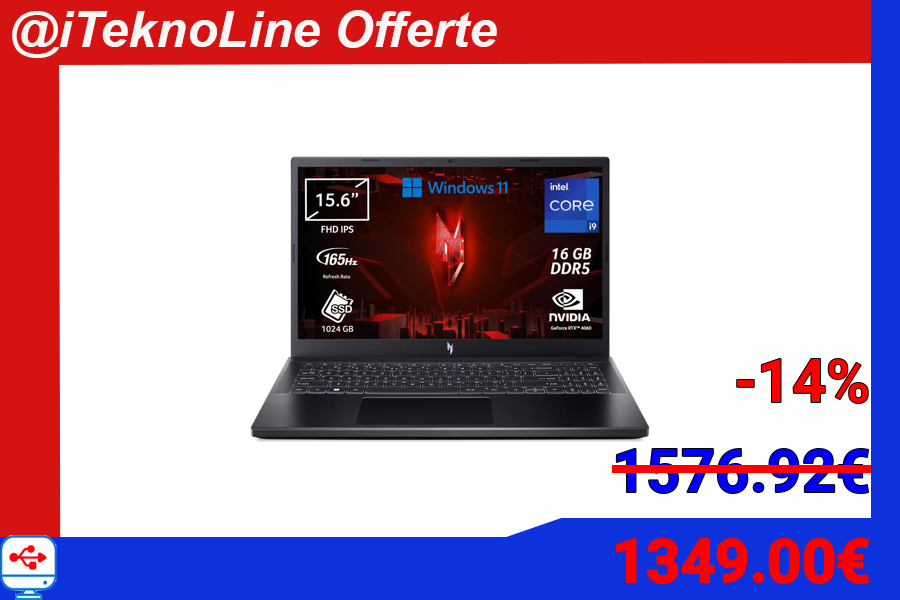 @iTeknoLine Offerte
Windows 11
15.6”
FHD IPS
intel
CORE
i9
165Hz
Refresh Rate
16 GB
DDR5
SSD
1024 GB
NVIDIA
GeForce RTX™ 4060
-14%
1576.92€
1349.00€